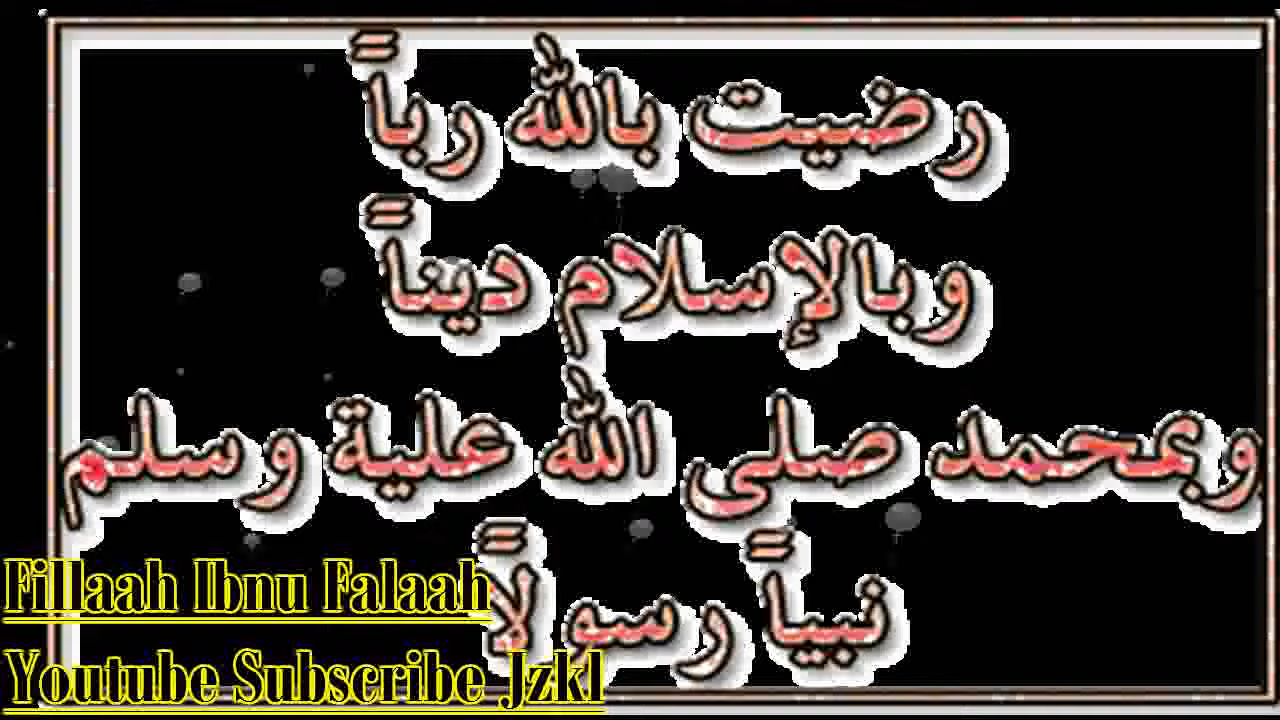 رضيت بالله رباً
وبالإسلام ديناً
وبمحمد صلى الله علية وسلم
نبياً رسولاً
Fillaah Ibnu Falaah
Youtube Subscribe Jzkl